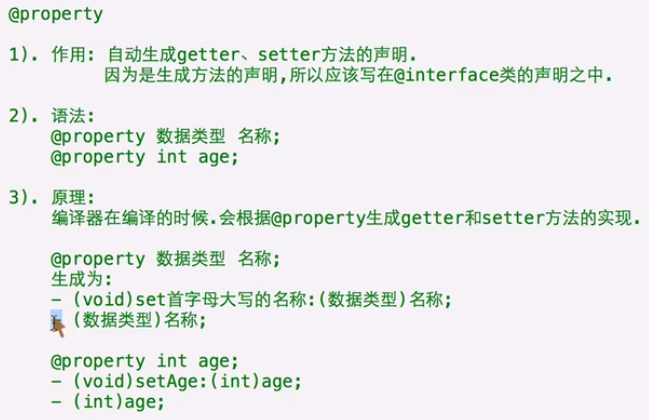 @property
1). 作用: 自动生成getter、setter方法的声明.
因为是生成方法的声明,所以应该写在@interface类的声明之中.
2). 语法:
@property 数据类型 名称;
@property int age;
3). 原理:
编译器在编译的时候.会根据@property生成getter和setter方法的实现.
@property 数据类型 名称;
生成为:
- (void)set首字母大写的名称:(数据类型)名称;
(数据类型)名称;
@property int age;
- (void)setAge:(int)age;
- (int)age;